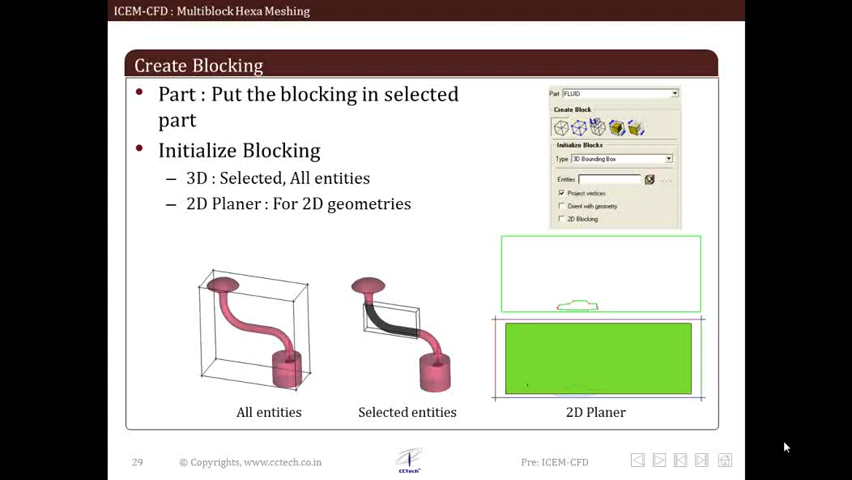 ICEM-CFD : Multiblock Hexa Meshing
Create Blocking
• Part : Put the blocking in selected
part
• Initialize Blocking
– 3D : Selected, All entities
– 2D Planer : For 2D geometries
Part: FLUID
Create Block
Initialize Blocks
Type 3D Bounding Box
Entities
Project vertices
Orient with geometry
2D Blocking
All entities
Selected entities
2D Planer
29
© Copyrights, www.cctech.co.in
CCTech
Pre: ICEM-CFD